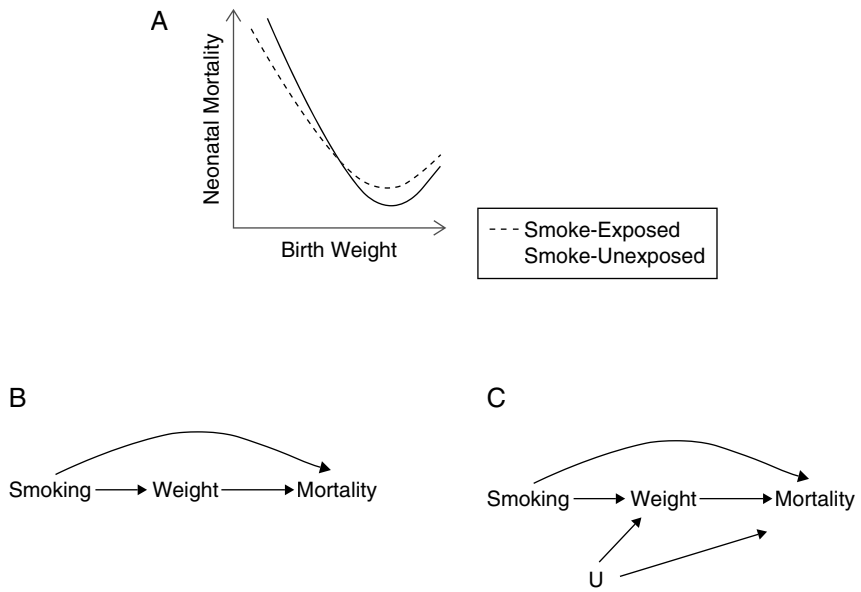 A
Neonatal Mortality
Birth Weight
Smoke-Exposed
Smoke-Unexposed
B
Smoking
Weight
Mortality
C
Smoking
Weight
Mortality
U